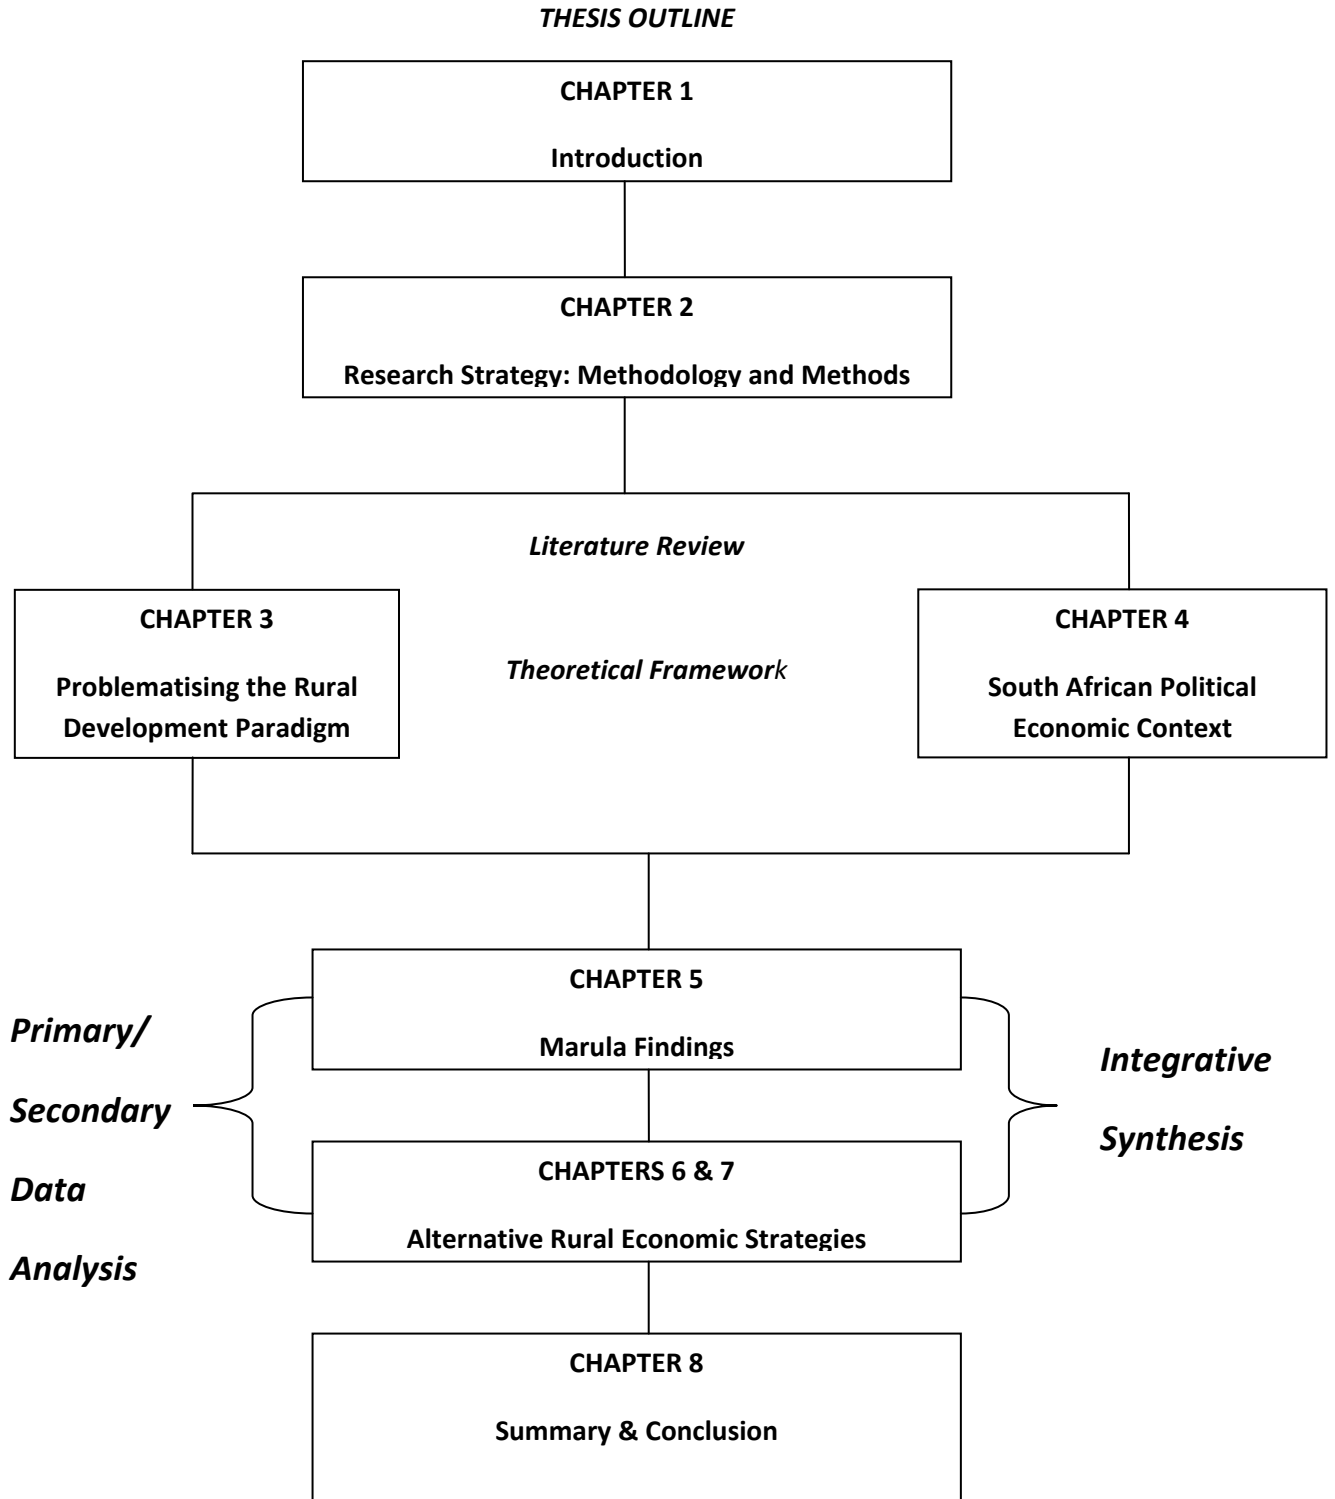 THESIS OUTLINE
CHAPTER 1
Introduction
CHAPTER 2
Research Strategy: Methodology and Methods
Literature Review
CHAPTER 3
Problematising the Rural
Development Paradigm
Theoretical Framework
CHAPTER 4
South African Political
Economic Context
CHAPTER 5
Marula Findings
Primary/
Secondary
Data
Analysis
Integrative
Synthesis
CHAPTERS 6 & 7
Alternative Rural Economic Strategies
CHAPTER 8
Summary & Conclusion